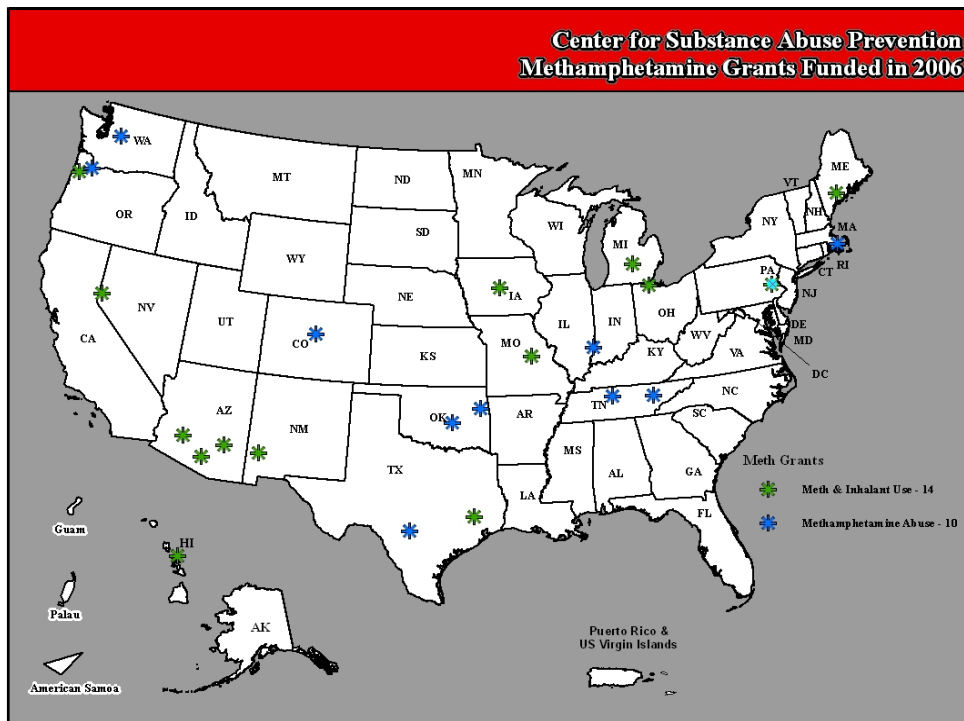 Center for Substance Abuse Prevention
Methamphetamine Grants Funded in 2006
WA
MT
ND
MN
ME
VT
NH
OR
ID
SD
WI
MI
NY
MA
WY
RI
CT
PA
NJ
NV
NE
IA
OH
CA
UT
CO
IL
IN
WV
DE
MD
KS
MO
KY
VA
DC
NC
AZ
NM
OK
AR
TN
SC
TX
MS
AL
GA
LA
FL
Meth Grants
Meth & Inhalant Use - 14
Methamphetamine Abuse - 10
Guam
HI
Palau
AK
American Samoa
Puerto Rico &
US Virgin Islands